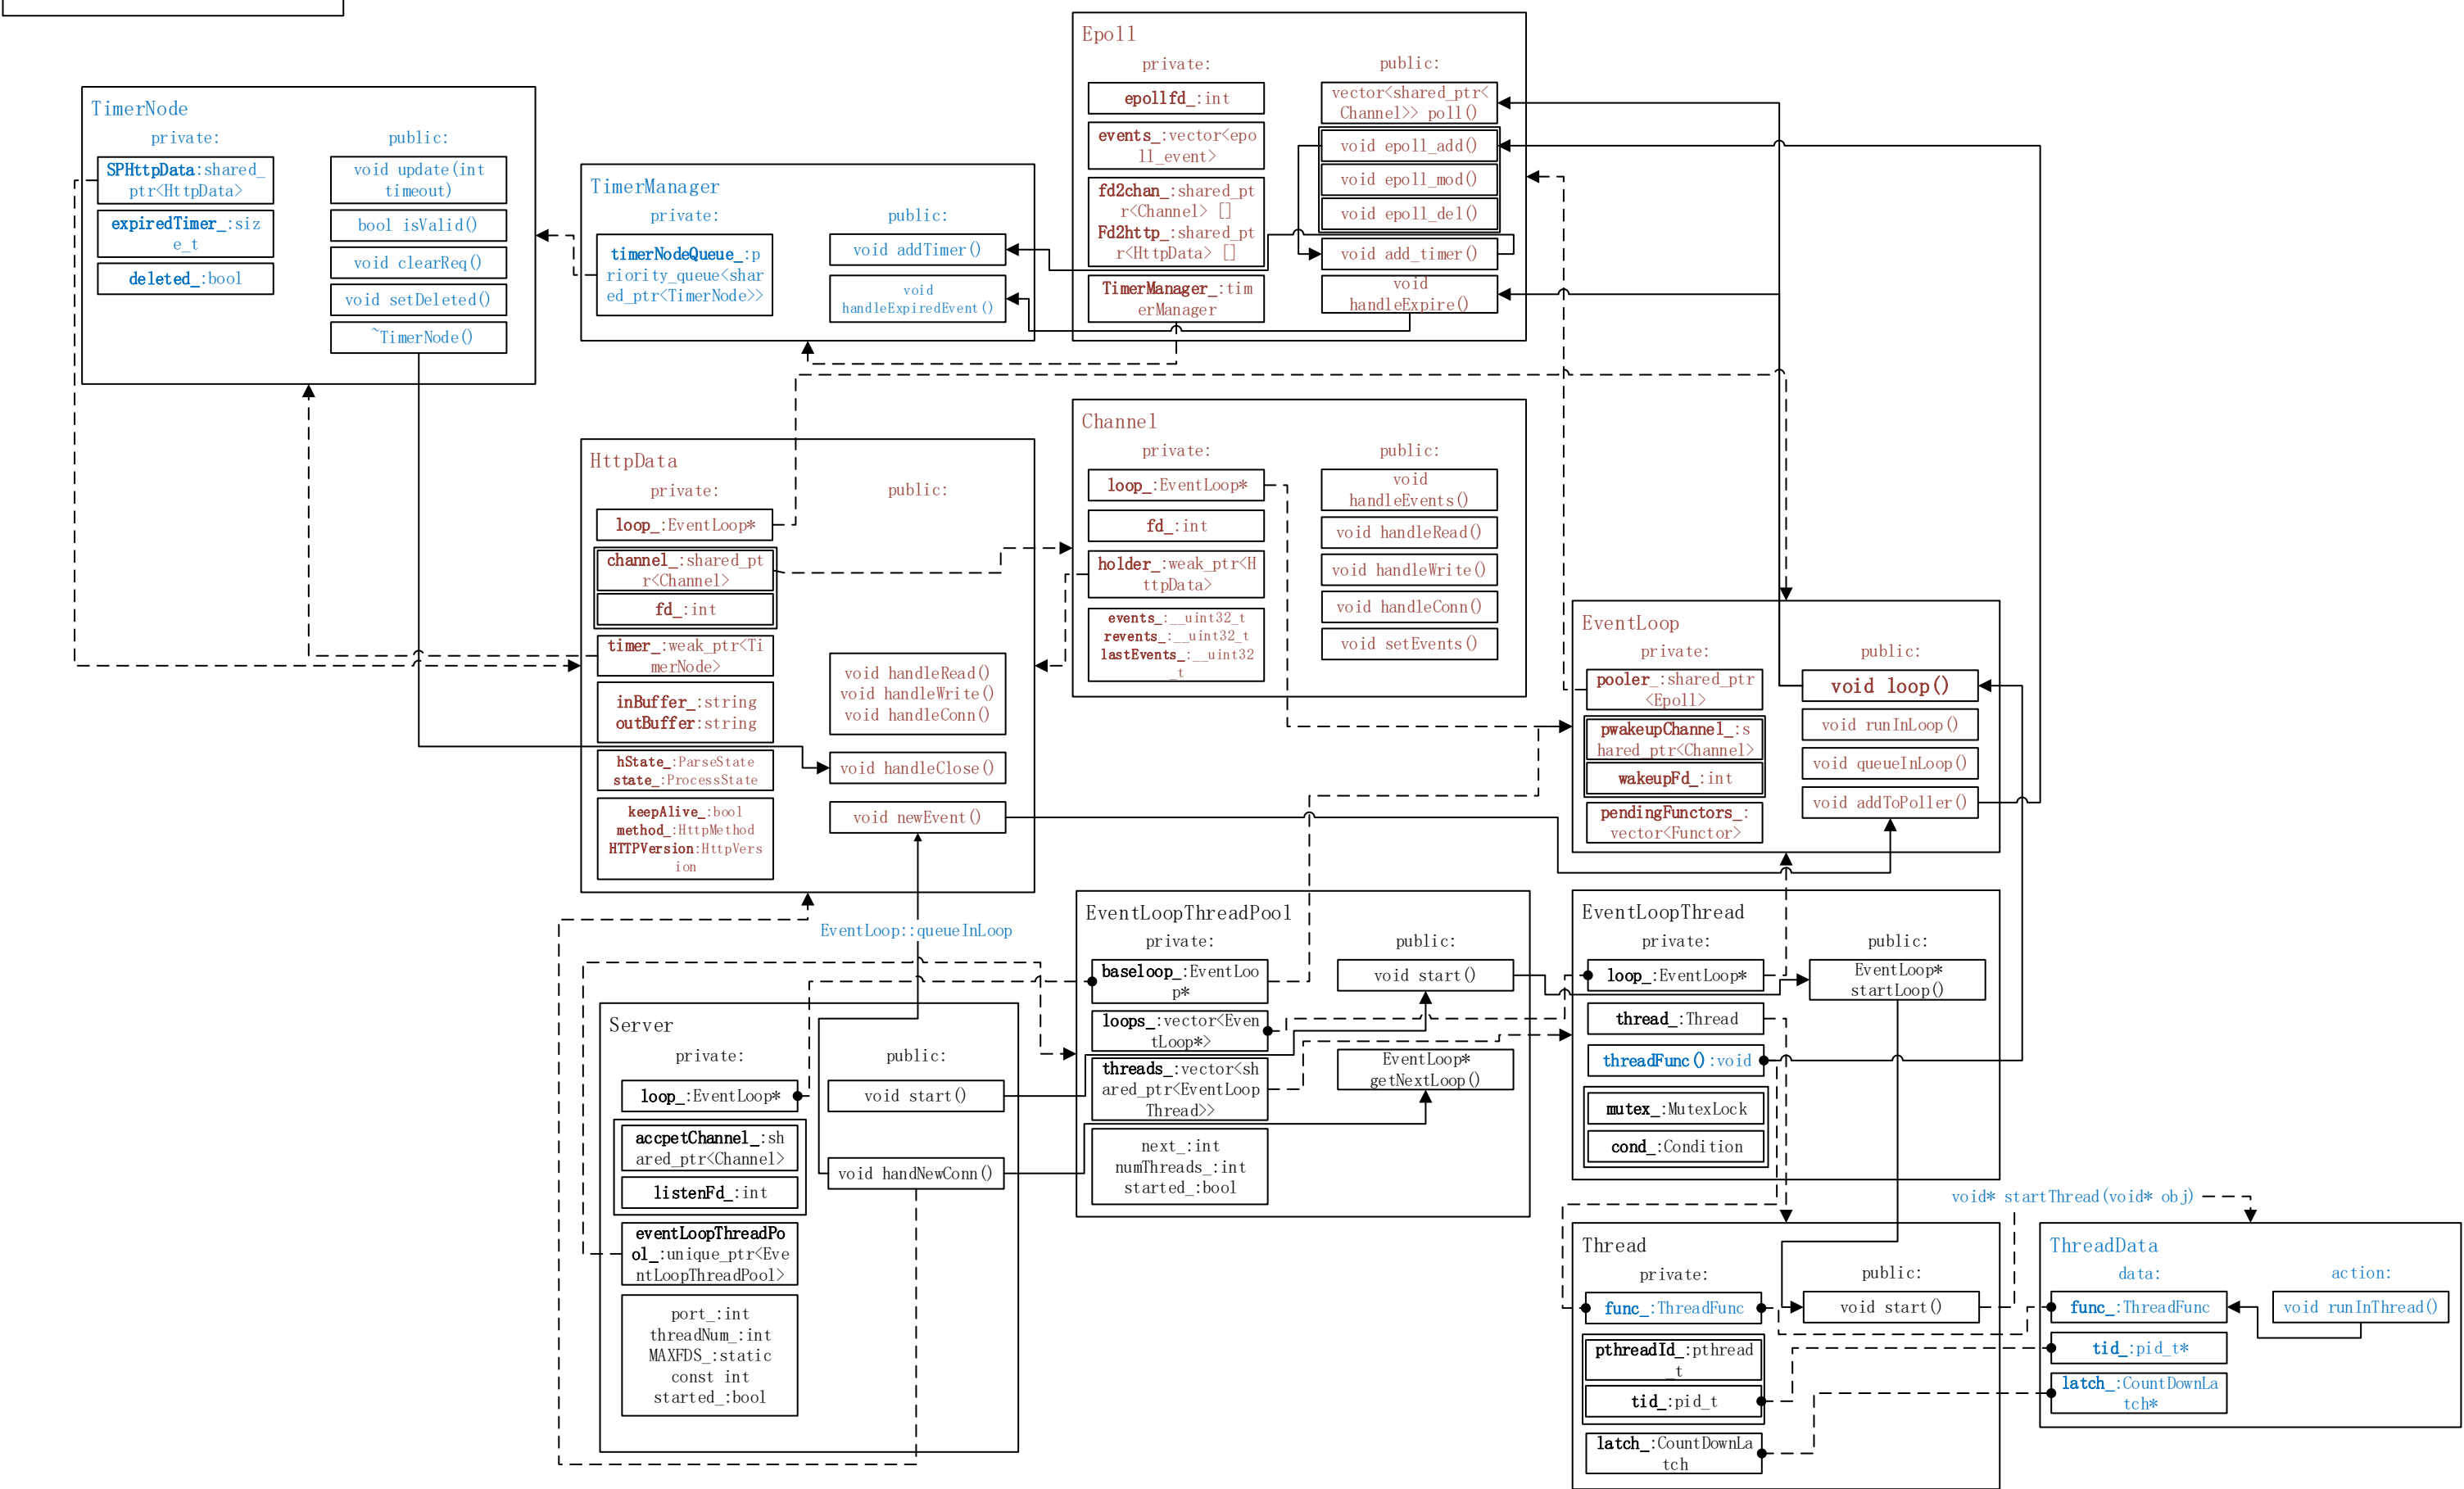 Epoll
private:
public:
epollfd_:int
vector<shared_ptr<
Channel>> poll()
events_:vector<epo
ll_event>
void epoll_add()
void epoll_mod()
fd2chan_:shared_pt
r<Channel> []
Fd2http_:shared_pt
r<HttpData> []
void epoll_del()
void add_timer()
TimerManager_:tim
erManager
void
handleExpire()
TimerNode
private:
public:
SPHttpData:shared_
ptr<HttpData>
void update(int
timeout)
expiredTimer_:siz
e_t
bool isValid()
deleted_:bool
void clearReq()
void setDeleted()
~TimerNode()
TimerManager
private:
public:
timerNodeQueue_:p
riority_queue<shar
ed_ptr<TimerNode>>
void addTimer()
void
handleExpiredEvent()
Channel
private:
public:
loop_:EventLoop*
void
handleEvents()
fd_:int
void handleRead()
holder_:weak_ptr<H
ttpData>
void handleWrite()
void handleConn()
events_:__uint32_t
revents_:__uint32_t
lastEvents_:__uint32
_t
void setEvents()
HttpData
private:
public:
loop_:EventLoop*
channel_:shared_pt
r<Channel>
fd_:int
timer_:weak_ptr<Ti
merNode>
void handleRead()
void handleWrite()
void handleConn()
inBuffer_:string
outBuffer:string
hState_:ParseState
state_:ProcessState
void handleClose()
keepAlive_:bool
method_:HttpMethod
HTTPVersion:HttpVers
ion
void newEvent()
EventLoop
private:
public:
pooler_:shared_ptr
<Epoll>
void loop()
pwakeupChannel_:s
hared_ptr<Channel>
void runInLoop()
wakeupFd_:int
void queueInLoop()
pendingFunctors_:
vector<Functor>
void addToPoller()
EventLoop::queueInLoop
EventLoopThreadPool
private:
public:
baseloop_:EventLoo
p*
void start()
loops_:vector<Even
tLoop*>
threads_:vector<sh
ared_ptr<EventLoop
Thread>>
EventLoop*
getNextLoop()
next_:int
numThreads_:int
started_:bool
EventLoopThread
private:
public:
loop_:EventLoop*
EventLoop*
startLoop()
thread_:Thread
threadFunc():void
mutex_:MutexLock
cond_:Condition
Server
private:
public:
loop_:EventLoop*
void start()
accpetChannel_:sh
ared_ptr<Channel>
void handNewConn()
listenFd_:int
eventLoopThreadPo
ol_:unique_ptr<Eve
ntLoopThreadPool>
port_:int
threadNum_:int
MAXFDS_:static
const int
started_:bool
void* startThread(void* obj)
Thread
private:
public:
func_:ThreadFunc
void start()
pthreadId_:pthread
_t
tid_:pid_t
latch_:CountDownLa
tch
ThreadData
data:
action:
func_:ThreadFunc
void runInThread()
tid_:pid_t*
latch_:CountDownLa
tch*